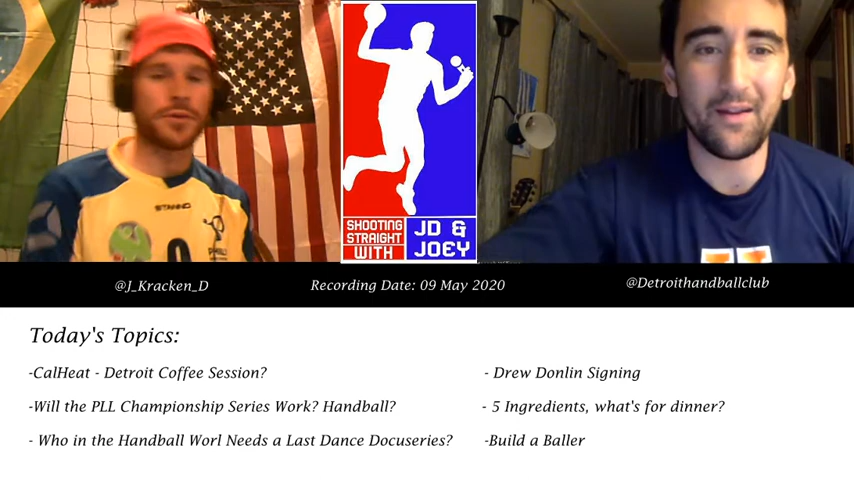 STANNO
SHOOTING
STRAIGHT
WITH
JD &
JOEY
@J_Kracken_D
Recording Date: 09 May 2020
@Detroithandballclub
Today's Topics:
-CalHeat - Detroit Coffee Session?
- Drew Donlin Signing
-Will the PLL Championship Series Work? Handball?
- 5 Ingredients, what's for dinner?
- Who in the Handball Worl Needs a Last Dance Docuseries?
-Build a Baller